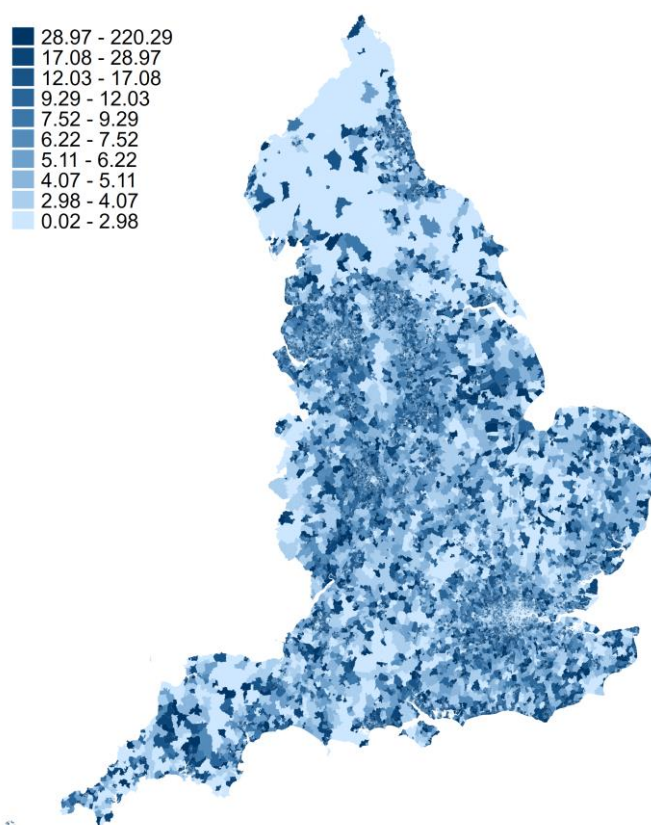 28.97 - 220.29
17.08 - 28.97
12.03 - 17.08
9.29 - 12.03
7.52 - 9.29
6.22 - 7.52
5.11 - 6.22
4.07 - 5.11
2.98 - 4.07
0.02 - 2.98